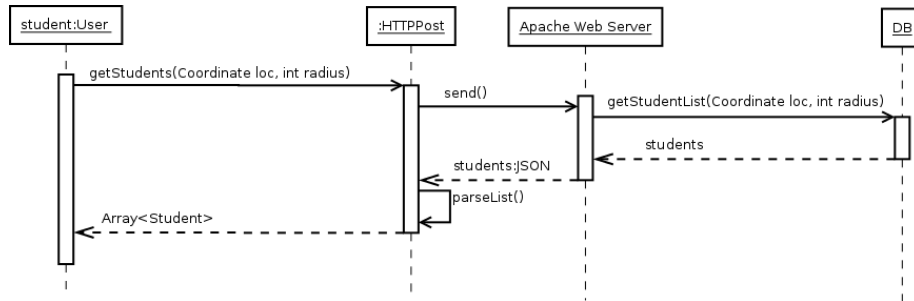 student:User
:HTTPPost
Apache Web Server
DB
getStudents(Coordinate loc, int radius)
send()
getStudentList(Coordinate loc, int radius)
students
students:JSON
parseList()
Array<Student>